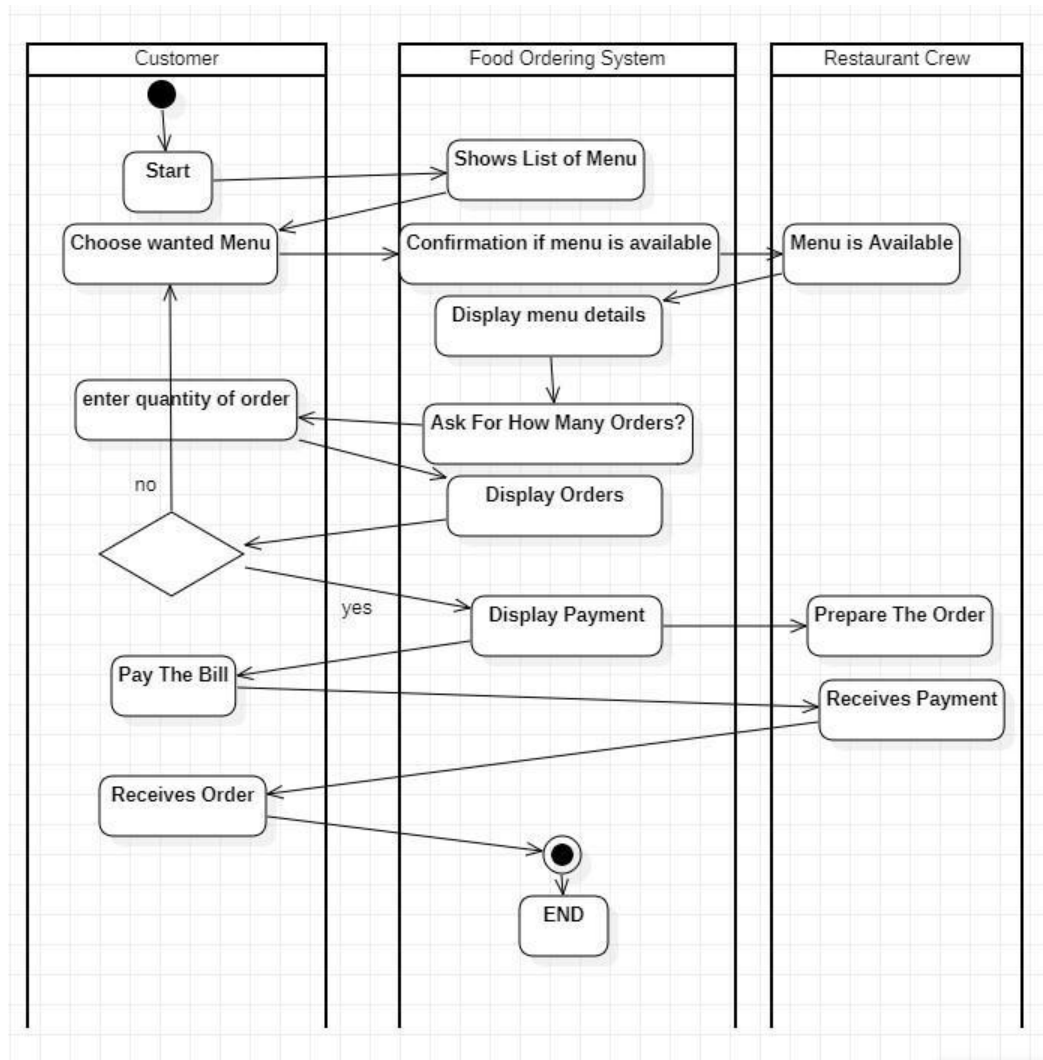 Customer
Food Ordering System
Restaurant Crew
Start
Shows List of Menu
Choose wanted Menu
Confirmation if menu is available
Menu is Available
Display menu details
enter quantity of order
Ask For How Many Orders?
Display Orders
no
yes
Display Payment
Prepare The Order
Pay The Bill
Receives Payment
Receives Order
END